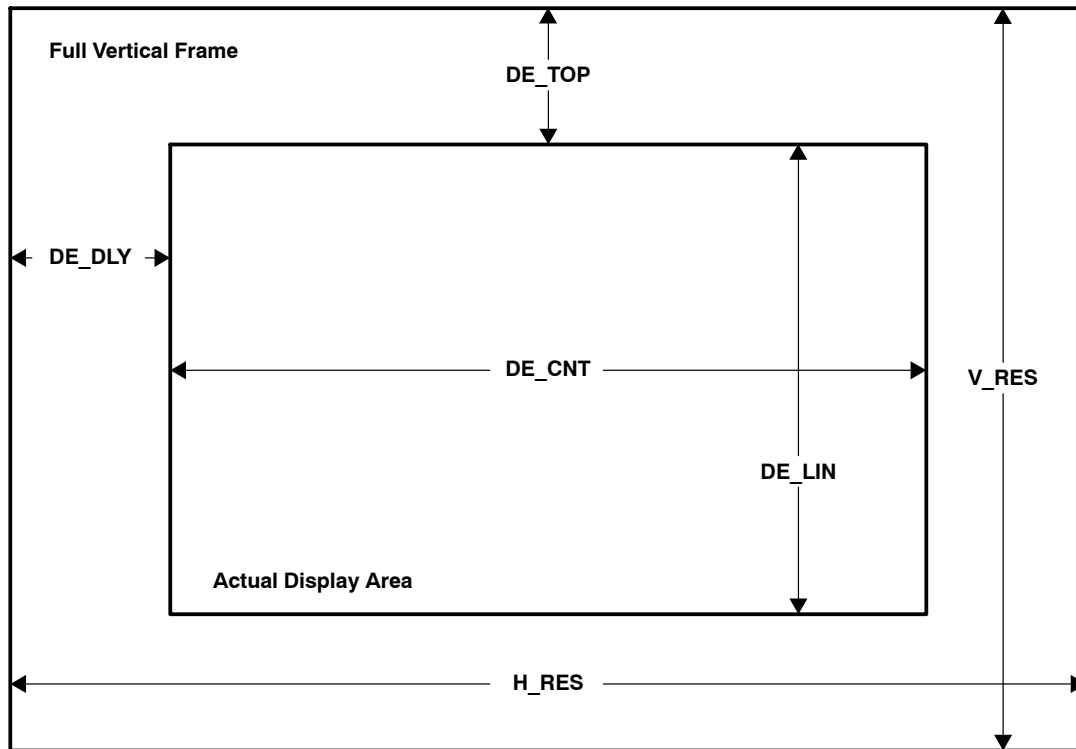 Full Vertical Frame
DE_TOP
DE_DLY
DE_CNT
V_RES
DE_LIN
Actual Display Area
H_RES